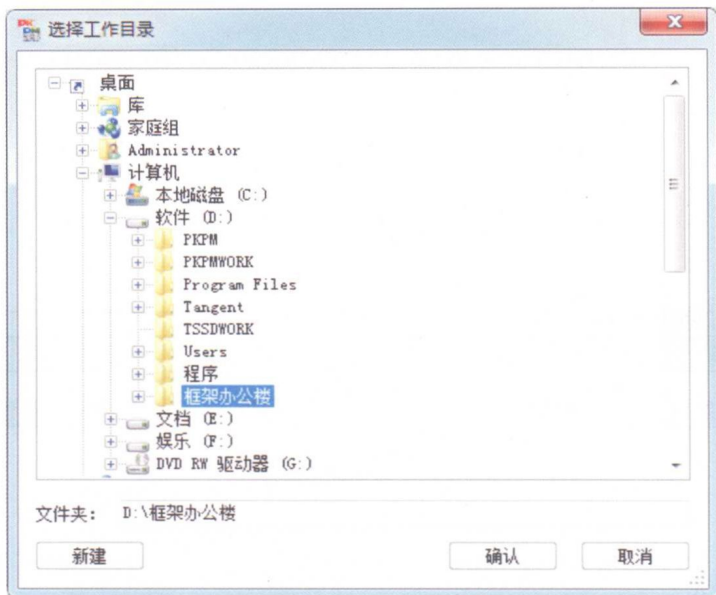 选择工作目录
桌面
库
家庭组
Administrator
计算机
本地磁盘 (C:)
软件 (D:)
PKPM
PKPMWORK
Program Files
Tangent
TSSDWORK
Users
程序
框架办公楼
文档 (E:)
娱乐 (F:)
DVD RW 驱动器 (G:)
文件夹： D:\框架办公楼
新建 确认 取消